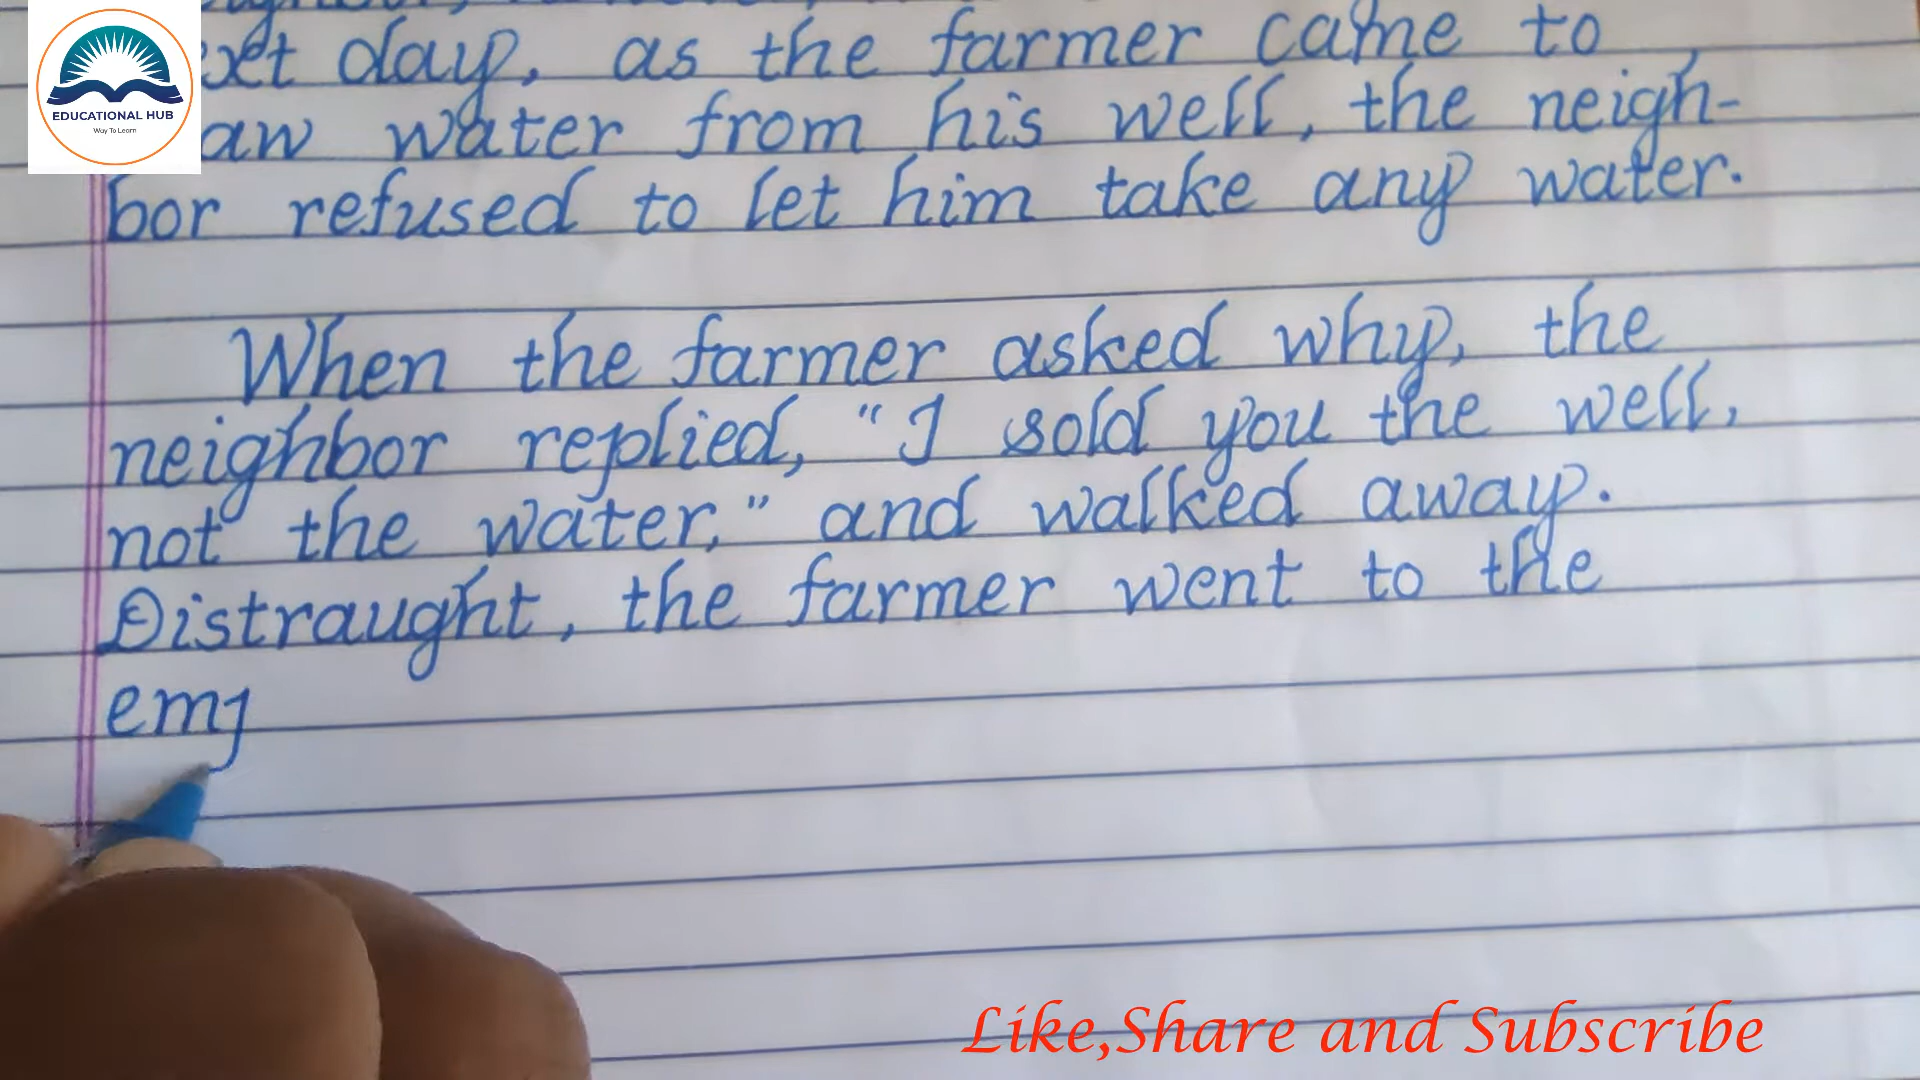 day, as the farmer came to
EDUCATIONAL HUB
Way To Learn
water from his well, the neigh-
bor refused to let him take any water.
When the farmer asked why, the
neighbor replied, "I sold you the well,
not the water," and walked away.
Distraught, the farmer went to the
em
Like,Share and Subscribe